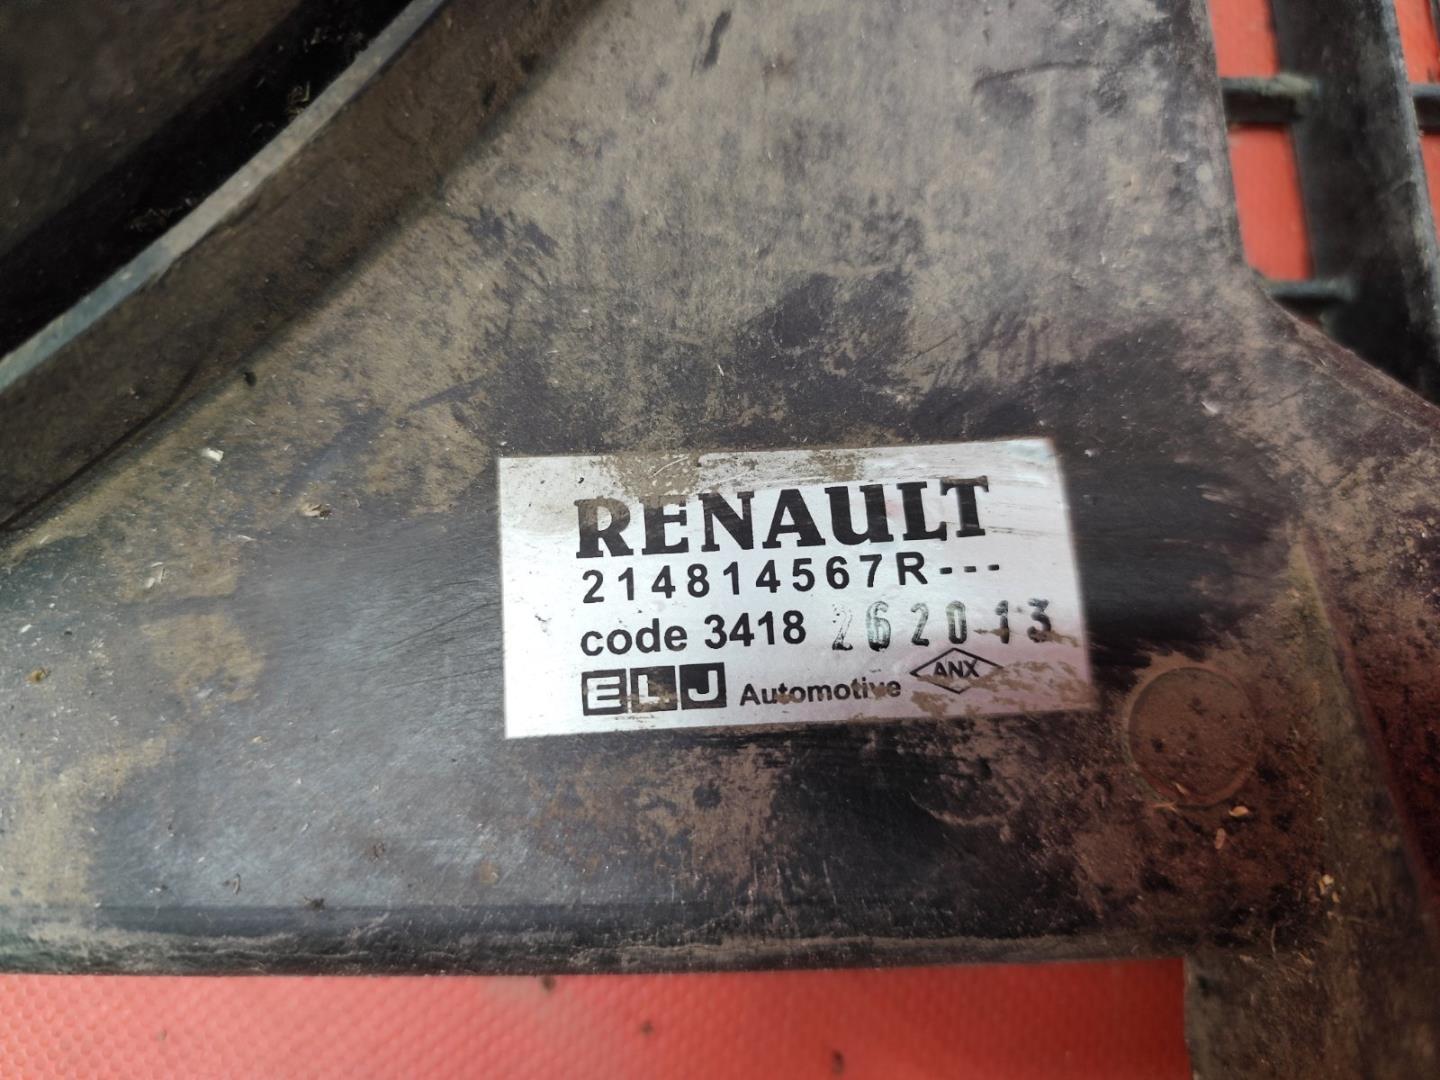 RENAULT
214814567R---
code 3418 262013
ELJ Automotive ANX